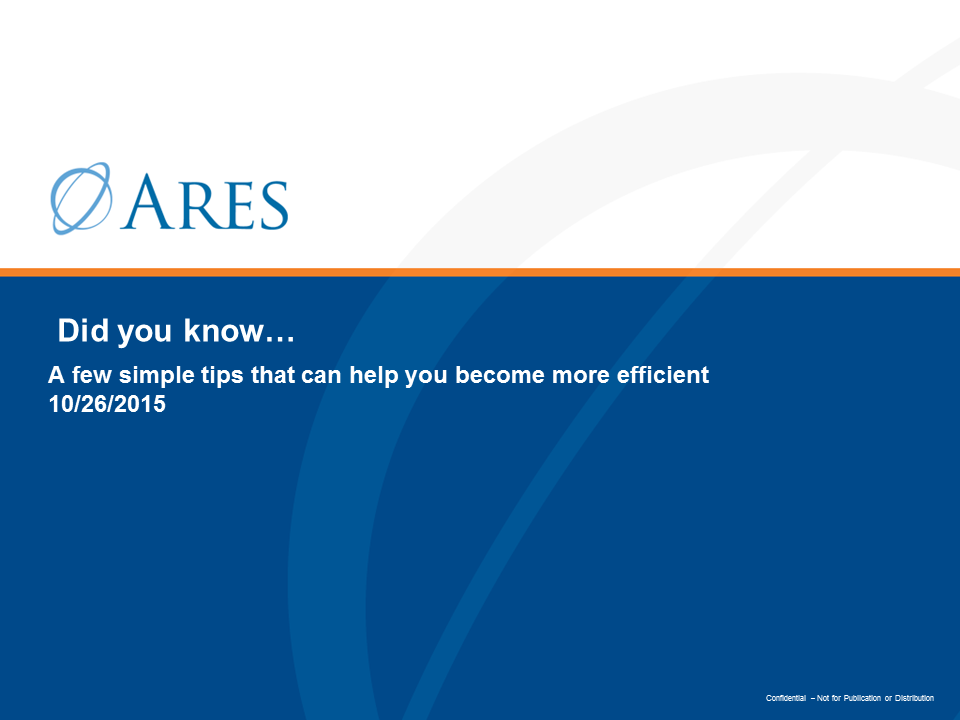 ARES
Did you know…
A few simple tips that can help you become more efficient
10/26/2015
Confidential – Not for Publication or Distribution